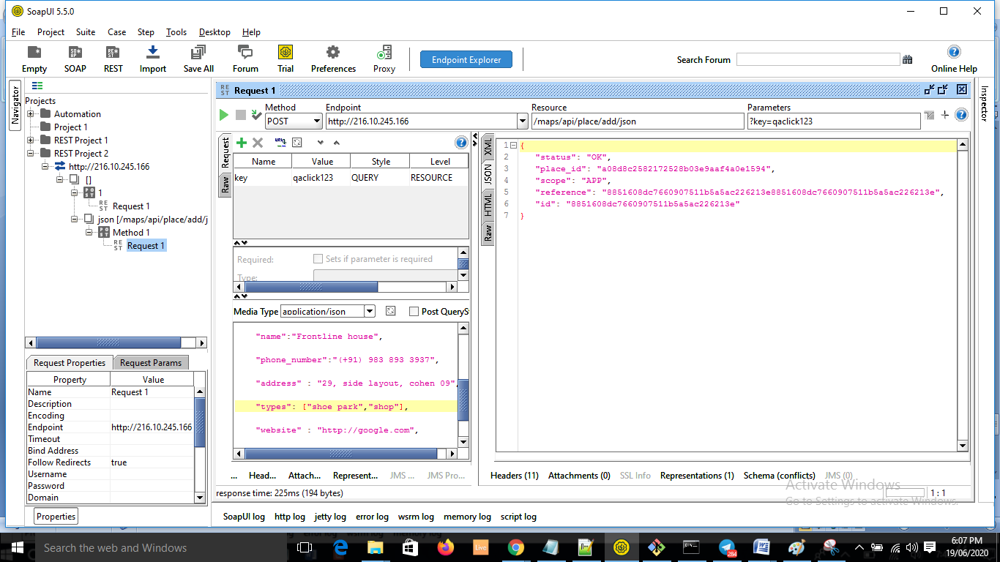 SoapUI 5.5.0
File Project Suite Case Step Tools Desktop Help
Empty SOAP REST Import Save All Forum Trial Preferences Proxy
Endpoint Explorer
Search Forum
Online Help
Navigator
Projects
Automation
Project 1
REST Project 1
REST Project 2
http://216.10.245.166
[]
1
Request 1
json [/maps/api/place/add/j
Method 1
Request 1
Request Properties Request Params
Property Value
Name Request 1
Description
Encoding
Endpoint http://216.10.245.166
Timeout
Bind Address
Follow Redirects true
Username
Password
Domain
Properties
Request 1
Method Endpoint Resource Parameters
POST http://216.10.245.166 /maps/api/place/add/json ?key=qaclick123
Request
Raw
Name Value Style Level
key qaclick123 QUERY RESOURCE
Required: Sets if parameter is required
Type:
Media Type application/json Post QueryS
"name":"Frontline house",
"phone_number":"(+91) 983 893 3937",
"address" : "29, side layout, cohen 09",
"types": ["shoe park","shop"],
"website" : "http://google.com",
... Head... Attach... Represent... JMS ... JMS Pro...
response time: 225ms (194 bytes)
XML
JSON
HTML
Raw
1 {
2 "status": "OK",
3 "place_id": "a08d8c2582172528b03e9aaf4a0e1594",
4 "scope": "APP",
5 "reference": "8851608dc7660907511b5a5ac226213e8851608dc7660907511b5a5ac226213e",
6 "id": "8851608dc7660907511b5a5ac226213e"
7 }
Headers (11) Attachments (0) SSL Info Representations (1) Schema (conflicts) JMS (0)
1 : 1
Inspector
Activate Windows
Go to Settings to activate Windows.
SoapUI log http log jetty log error log wsrm log memory log script log
Search the web and Windows
Live
284
6:07 PM
19/06/2020